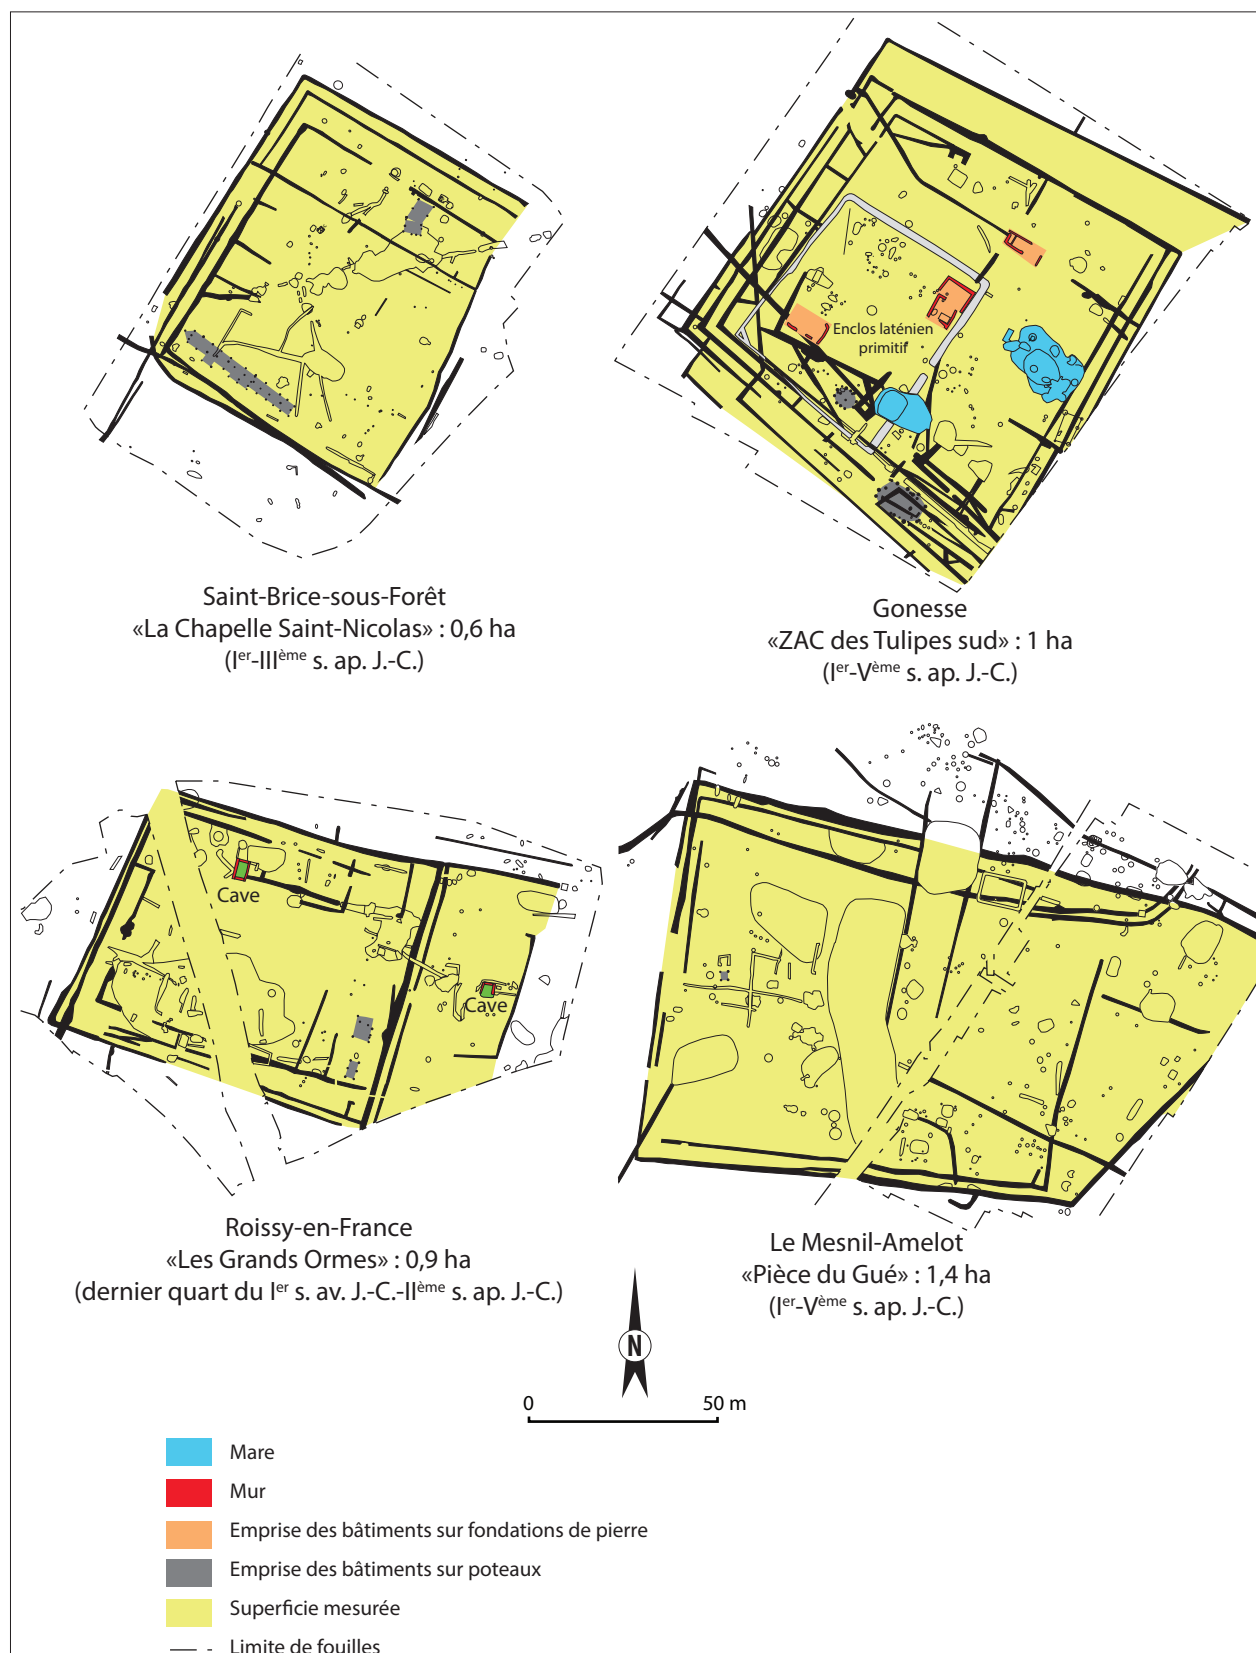 Enclos laténien
primitif
Saint-Brice-sous-Forêt
«La Chapelle Saint-Nicolas» : 0,6 ha
(Ier-IIIème s. ap. J.-C.)
Gonesse
«ZAC des Tulipes sud» : 1 ha
(Ier-Vème s. ap. J.-C.)
Cave
Cave
Roissy-en-France
«Les Grands Ormes» : 0,9 ha
(dernier quart du Ier s. av. J.-C.-IIème s. ap. J.-C.)
Le Mesnil-Amelot
«Pièce du Gué» : 1,4 ha
(Ier-Vème s. ap. J.-C.)
N
0 50 m
Mare
Mur
Emprise des bâtiments sur fondations de pierre
Emprise des bâtiments sur poteaux
Superficie mesurée
Limite de fouilles